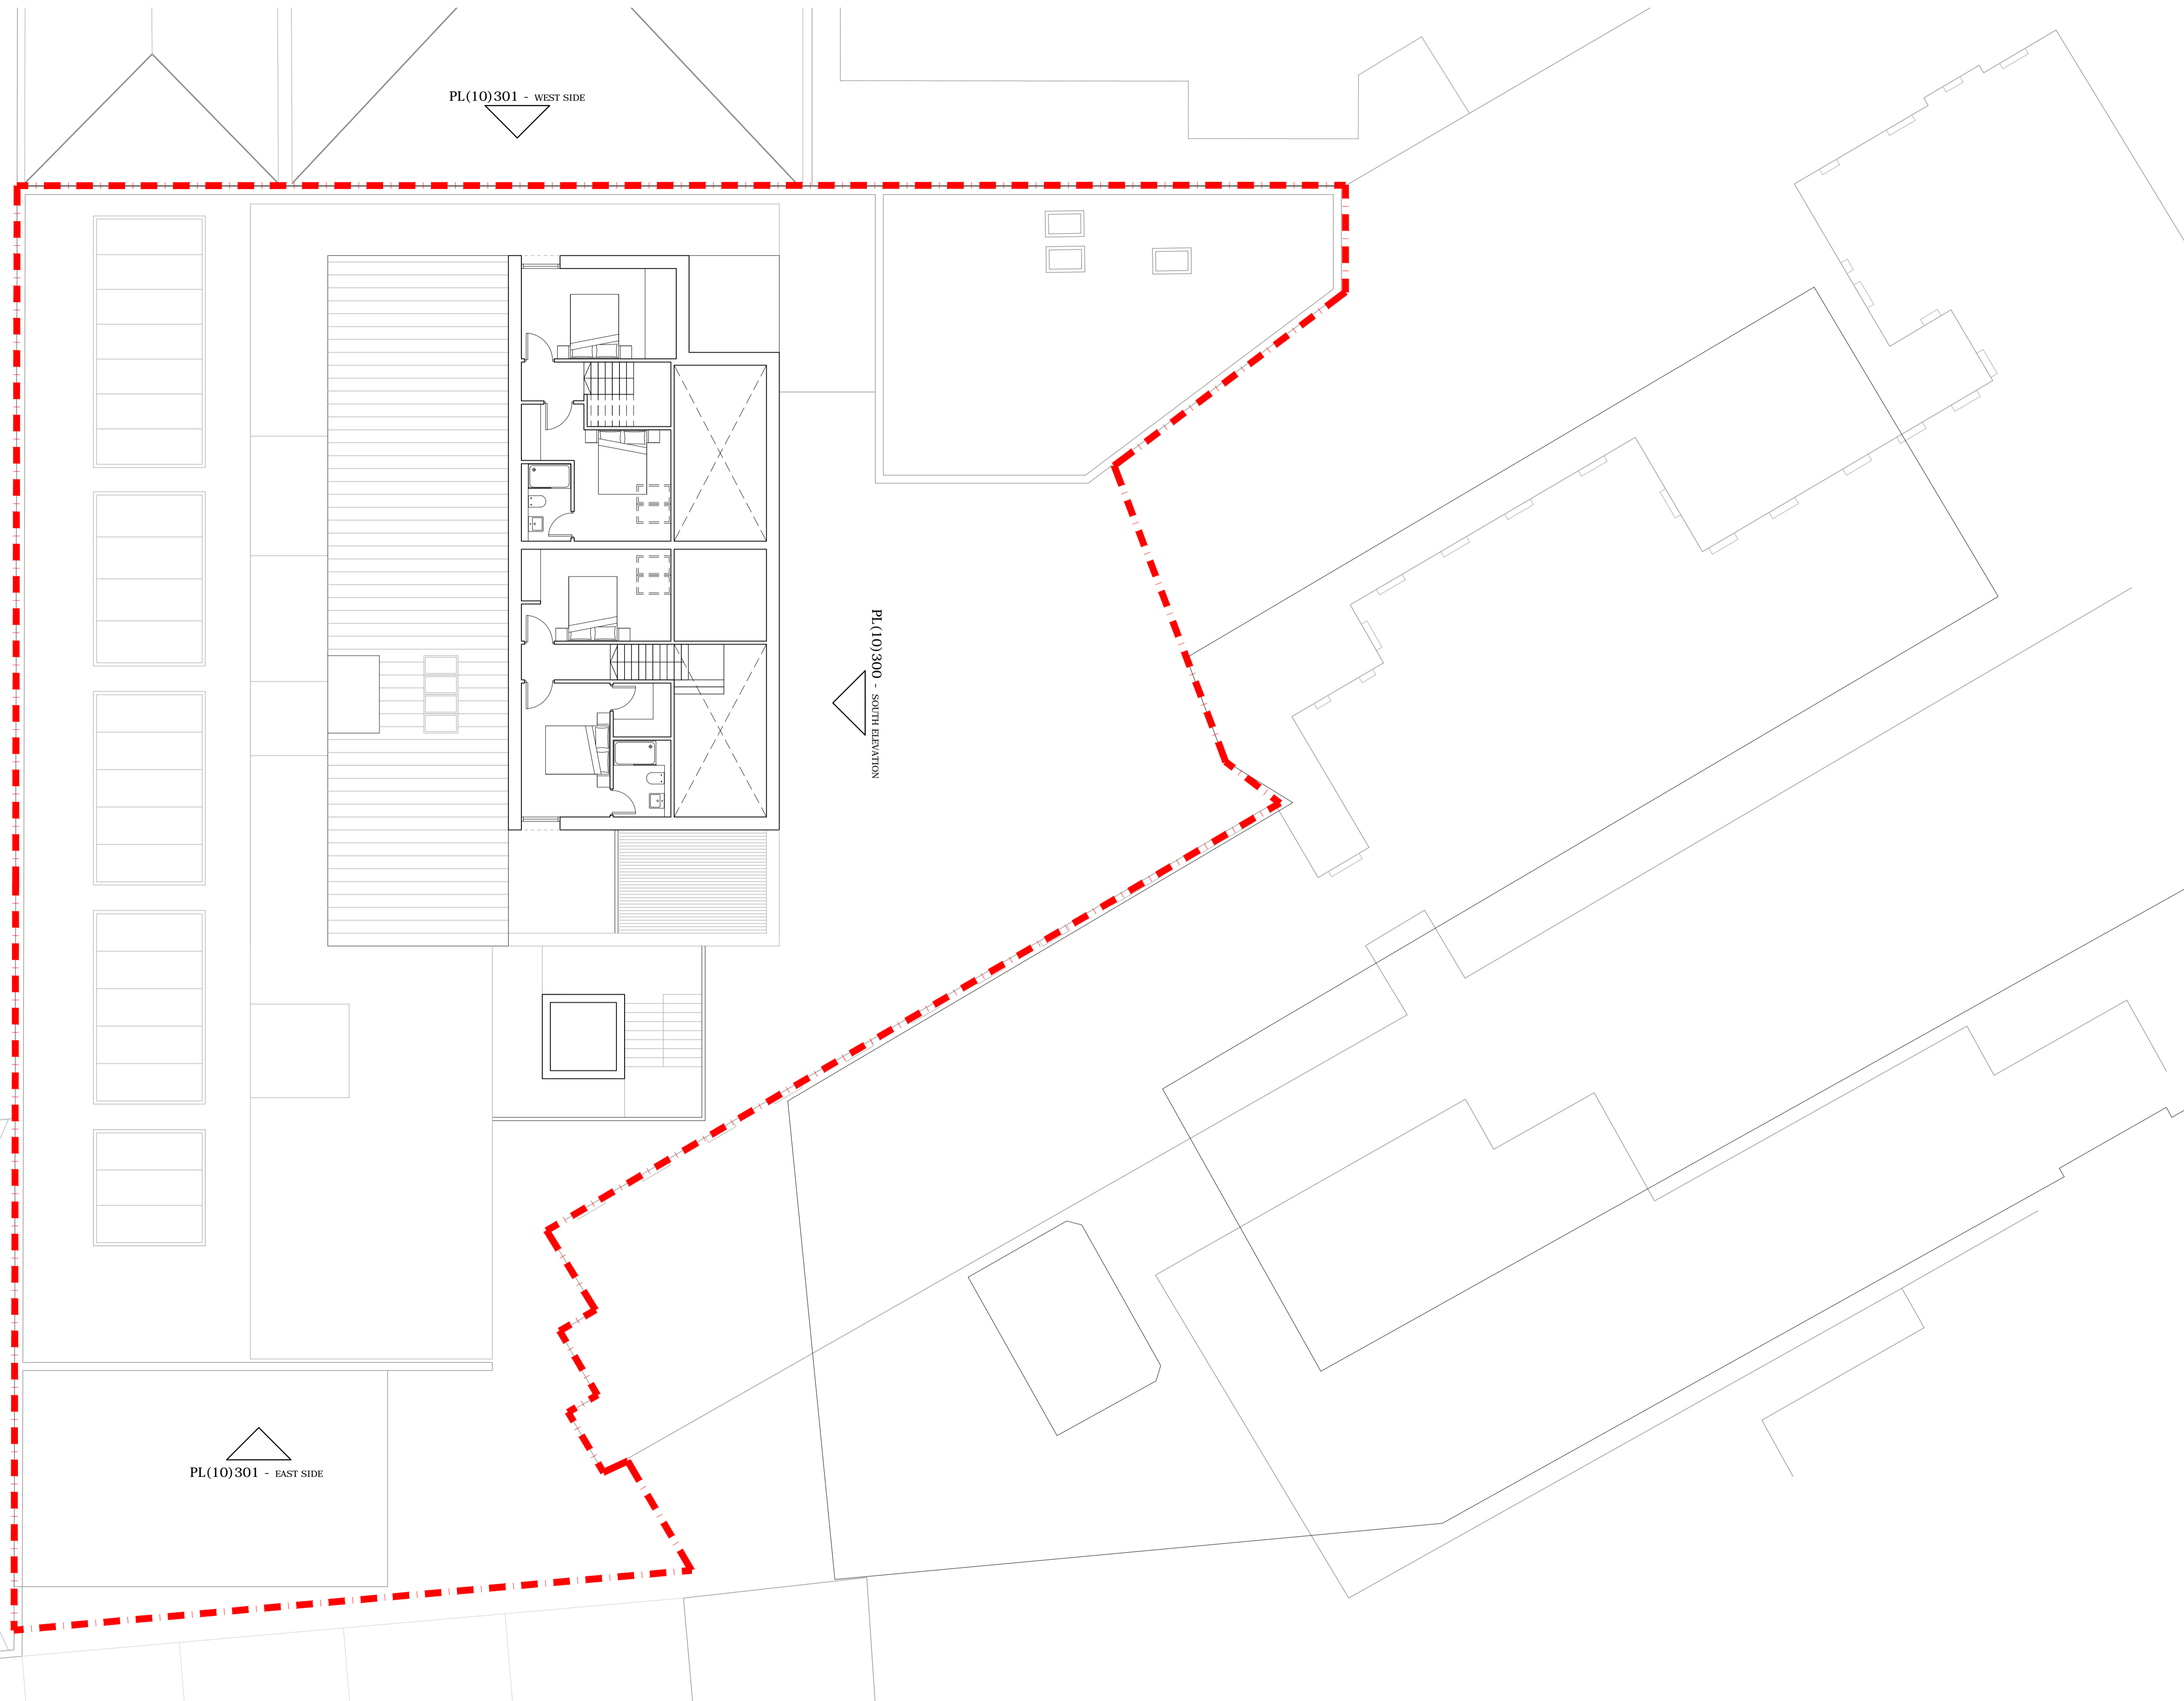 PL(10)301 - WEST SIDE
PL(10)300 - SOUTH ELEVATION
PL(10)301 - EAST SIDE